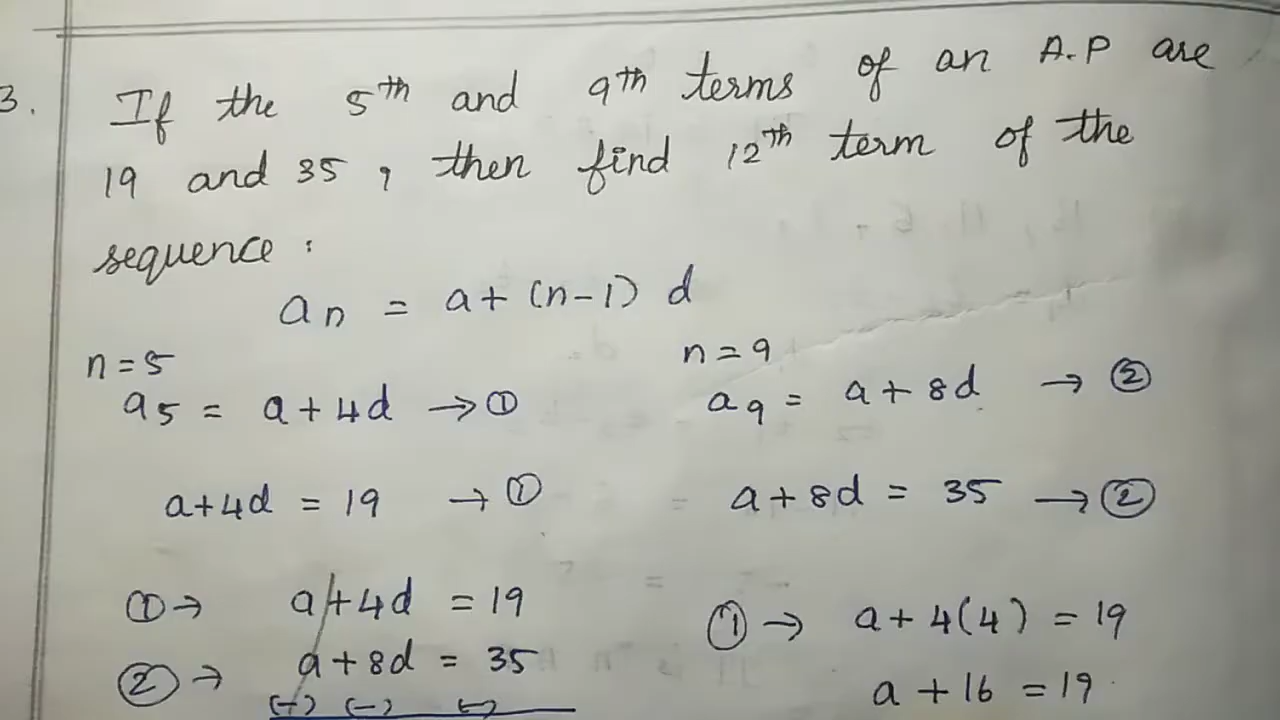 3. If the 5th and 9th terms of an A.P are
19 and 35, then find 12th term of the
sequence:
an = a + (n-1) d
n = 5
n = 9
a5 = a + 4d → ①
a9 = a + 8d → ②
a+4d = 19 → ①
a + 8d = 35 → ②
① → a + 4d = 19
① → a + 4(4) = 19
② → a + 8d = 35
a + 16 = 19
(-) (-) (-)